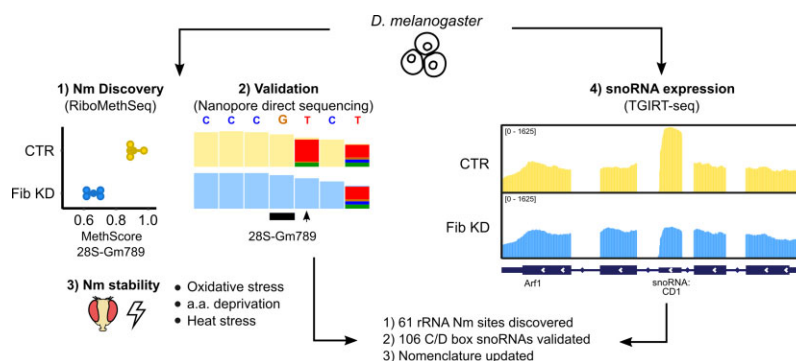 D. melanogaster
1) Nm Discovery
(RiboMethSeq)
CTR
Fib KD
0.6 0.8 1.0
MethScore
28S-Gm789
2) Validation
(Nanopore direct sequencing)
C C C G T C T
28S-Gm789
3) Nm stability
• Oxidative stress
• a.a. deprivation
• Heat stress
4) snoRNA expression
(TGIRT-seq)
[0 - 1625]
CTR
[0 - 1625]
Fib KD
Arf1
snoRNA:
CD1
1) 61 rRNA Nm sites discovered
2) 106 C/D box snoRNAs validated
3) Nomenclature updated